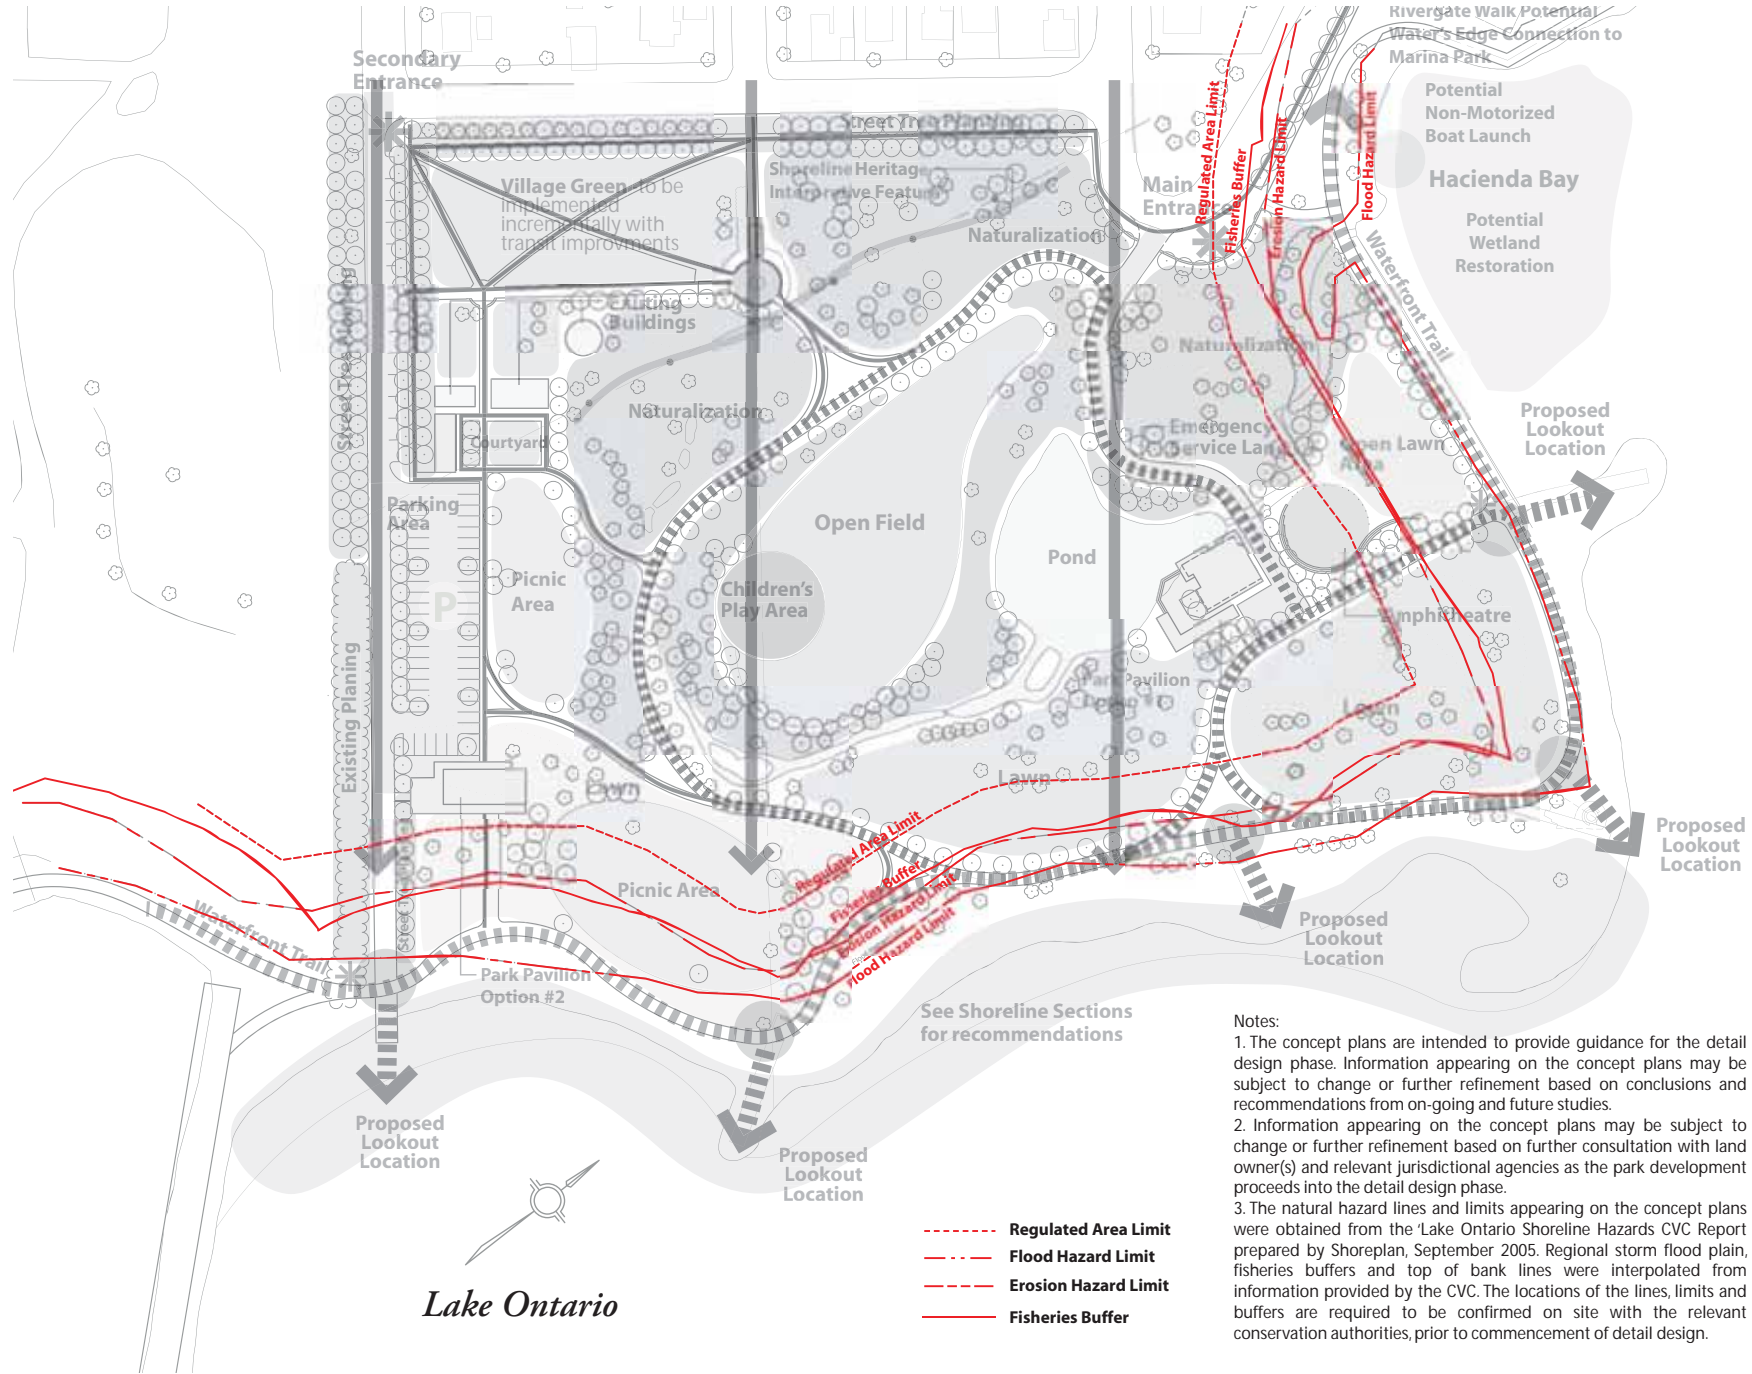 Rivergate Walk Potential
Water's Edge Connection to
Marina Park
Secondary
Entrance
Potential
Non-Motorized
Boat Launch
Street Tree Planting
Regulated Area Limit
Fisheries Buffer
Erosion Hazard Limit
Flood Hazard Limit
Shoreline Heritage
Interpretive Feature
Village Green to be
implemented
incrementally with
transit improvments
Main
Entrance
Hacienda Bay
Potential
Wetland
Restoration
Naturalization
Waterfront Trail
Existing
Buildings
Naturalization
Street Tree Planting
Naturalization
Courtyard
Emergency
Service Lane
Open Lawn
Area
Proposed
Lookout
Location
Parking
Area
Open Field
Pond
P
Picnic
Area
Children's
Play Area
Amphitheatre
Existing Planing
Park Pavilion
Option #1
Lawn
Lawn
Lawn
Regulated Area Limit
Fisheries Buffer
Erosion Hazard Limit
Flood Hazard Limit
Picnic Area
Proposed
Lookout
Location
Waterfront Trail
Street
Proposed
Lookout
Location
Park Pavilion
Option #2
See Shoreline Sections
for recommendations
Proposed
Lookout
Location
Proposed
Lookout
Location
Lake Ontario
Regulated Area Limit
Flood Hazard Limit
Erosion Hazard Limit
Fisheries Buffer
Notes:
1. The concept plans are intended to provide guidance for the detail
design phase. Information appearing on the concept plans may be
subject to change or further refinement based on conclusions and
recommendations from on-going and future studies.
2. Information appearing on the concept plans may be subject to
change or further refinement based on further consultation with land
owner(s) and relevant jurisdictional agencies as the park development
proceeds into the detail design phase.
3. The natural hazard lines and limits appearing on the concept plans
were obtained from the 'Lake Ontario Shoreline Hazards CVC Report
prepared by Shoreplan, September 2005. Regional storm flood plain,
fisheries buffers and top of bank lines were interpolated from
information provided by the CVC. The locations of the lines, limits and
buffers are required to be confirmed on site with the relevant
conservation authorities, prior to commencement of detail design.